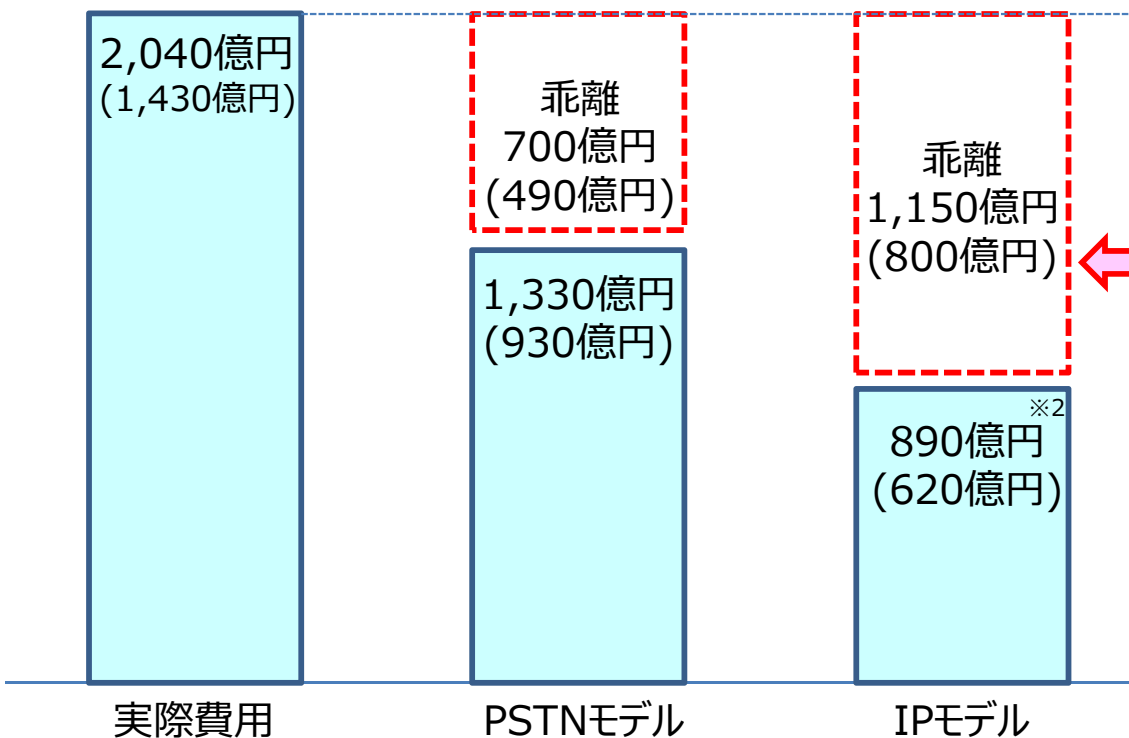 2,040億円
(1,430億円)
乖離
700億円
(490億円)
1,330億円
(930億円)
乖離
1,150億円
(800億円)
※2
890億円
(620億円)
実際費用
PSTNモデル
IPモデル